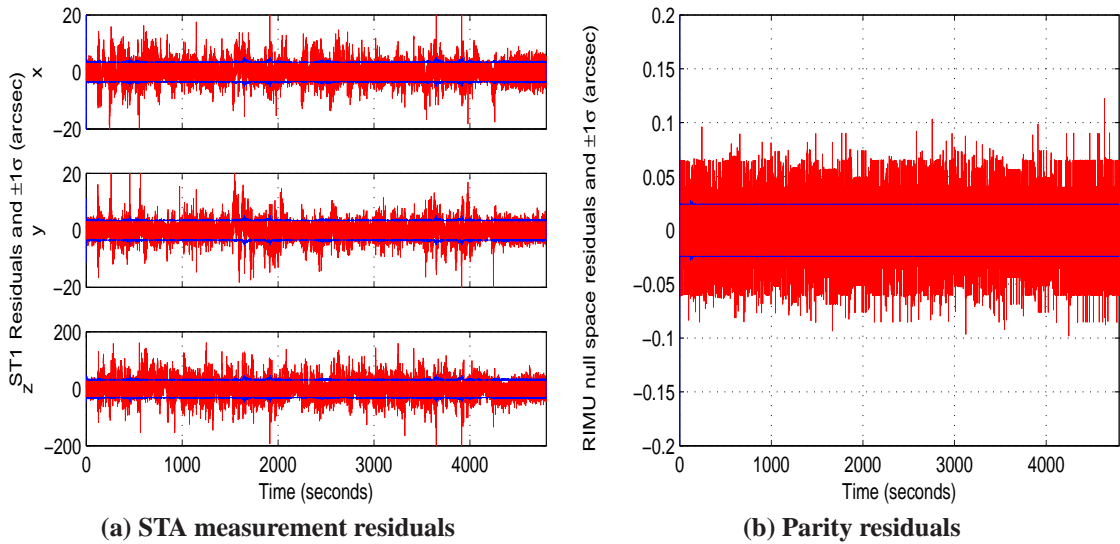 20
0
−20
x
20
0
−20
y
200
0
−200
z
ST1 Residuals and ±1σ (arcsec)
0 1000 2000 3000 4000
Time (seconds)
(a) STA measurement residuals
0.2
0.15
0.1
0.05
0
−0.05
−0.1
−0.15
−0.2
RIMU null space residuals and ±1σ (arcsec)
0 1000 2000 3000 4000
Time (seconds)
(b) Parity residuals